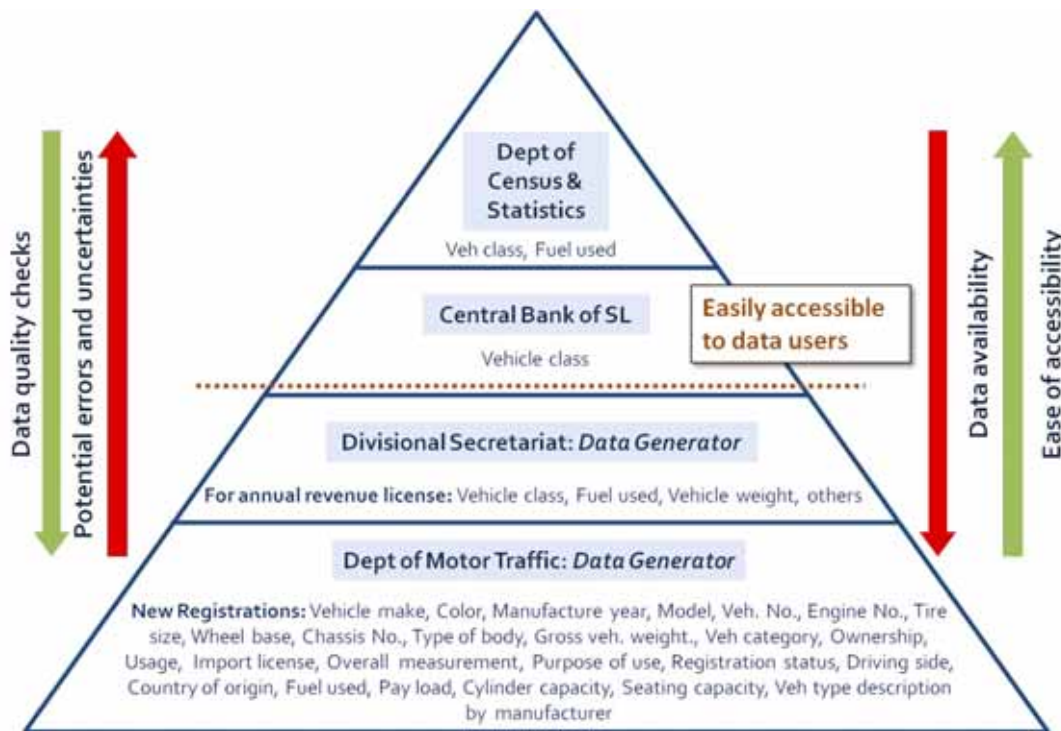 Dept of
Census &
Statistics
Veh class, Fuel used
Central Bank of SL
Vehicle class
Easily accessible
to data users
Divisional Secretariat: Data Generator
For annual revenue license: Vehicle class, Fuel used, Vehicle weight, others
Dept of Motor Traffic: Data Generator
New Registrations: Vehicle make, Color, Manufacture year, Model, Veh. No., Engine No., Tire
size, Wheel base, Chassis No., Type of body, Gross veh. weight., Veh category, Ownership,
Usage, Import license, Overall measurement, Purpose of use, Registration status, Driving side,
Country of origin, Fuel used, Pay load, Cylinder capacity, Seating capacity, Veh type description
by manufacturer
Data quality checks
Potential errors and uncertainties
Data availability
Ease of accessibility